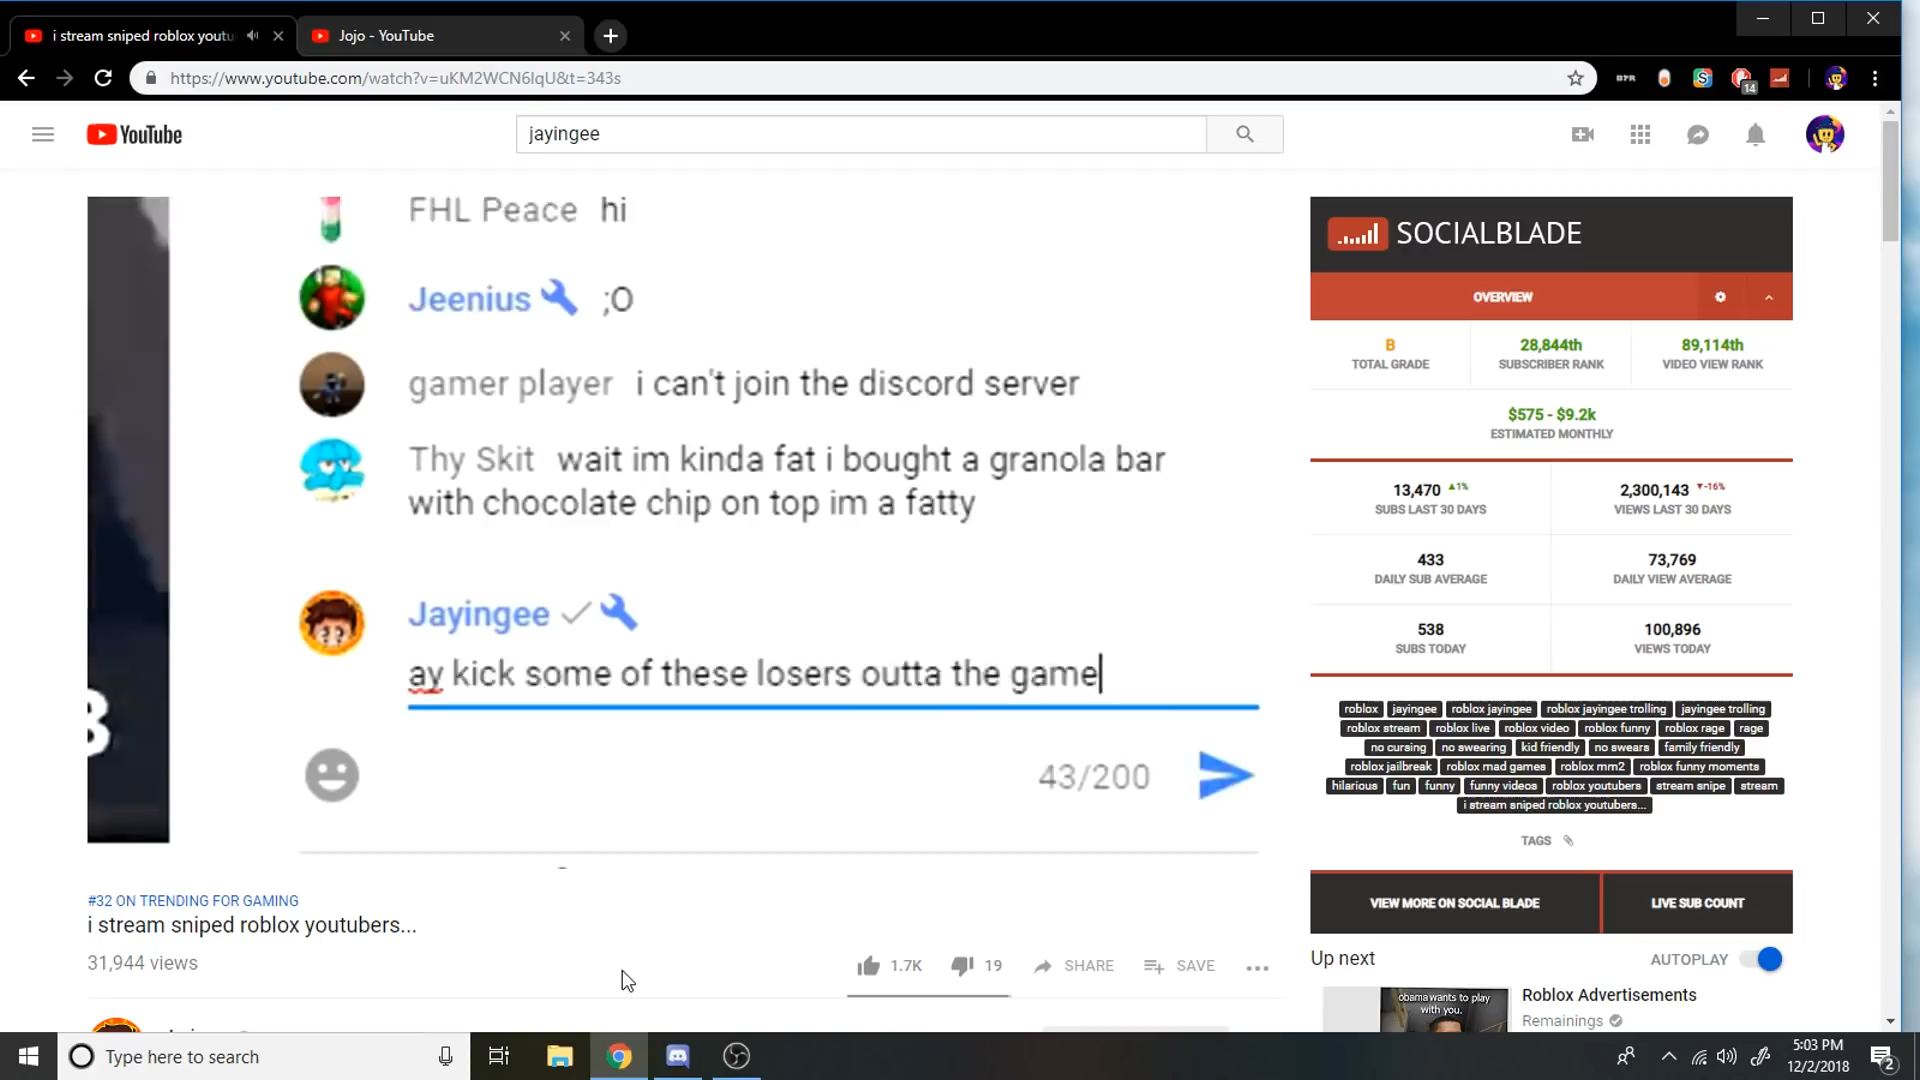 i stream sniped roblox youtu
Jojo - YouTube
https://www.youtube.com/watch?v=uKM2WCN6IqU&t=343s
BTR
14
YouTube
jayingee
FHL Peace hi
Jeenius ;O
gamer player i can't join the discord server
Thy Skit wait im kinda fat i bought a granola bar
with chocolate chip on top im a fatty
Jayingee
ay kick some of these losers outta the game
43/200
#32 ON TRENDING FOR GAMING
i stream sniped roblox youtubers...
31,944 views
1.7K
19
SHARE
SAVE
SOCIALBLADE
OVERVIEW
B
TOTAL GRADE
28,844th
SUBSCRIBER RANK
89,114th
VIDEO VIEW RANK
$575 - $9.2k
ESTIMATED MONTHLY
13,470 ▲1%
SUBS LAST 30 DAYS
2,300,143 ▼-16%
VIEWS LAST 30 DAYS
433
DAILY SUB AVERAGE
73,769
DAILY VIEW AVERAGE
538
SUBS TODAY
100,896
VIEWS TODAY
roblox jayingee roblox jayingee roblox jayingee trolling jayingee trolling
roblox stream roblox live roblox video roblox funny roblox rage rage
no cursing no swearing kid friendly no swears family friendly
roblox jailbreak roblox mad games roblox mm2 roblox funny moments
hilarious fun funny funny videos roblox youtubers stream snipe stream
i stream sniped roblox youtubers...
TAGS
VIEW MORE ON SOCIAL BLADE
LIVE SUB COUNT
Up next
AUTOPLAY
obama wants to play
with you.
Roblox Advertisements
Remainings
Type here to search
5:03 PM
12/2/2018
2